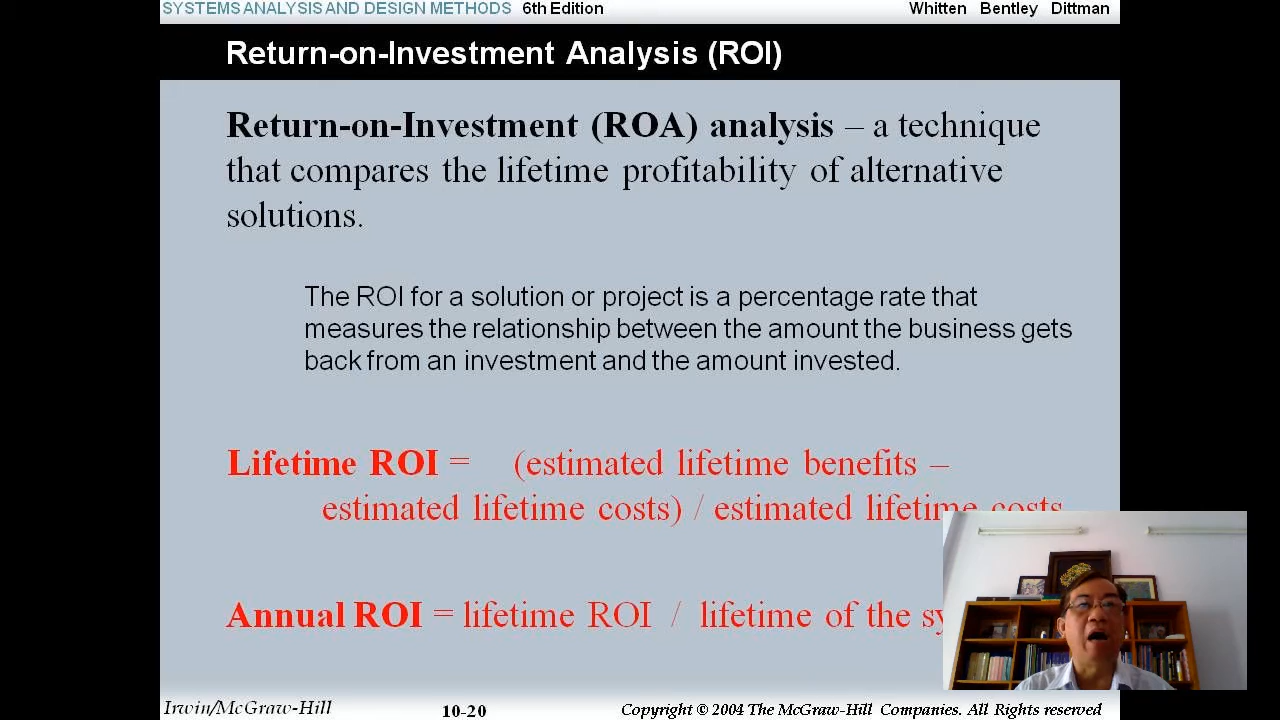 SYSTEMS ANALYSIS AND DESIGN METHODS 6th Edition Whitten Bentley Dittman
Return-on-Investment Analysis (ROI)
Return-on-Investment (ROA) analysis – a technique
that compares the lifetime profitability of alternative
solutions.
The ROI for a solution or project is a percentage rate that
measures the relationship between the amount the business gets
back from an investment and the amount invested.
Lifetime ROI = (estimated lifetime benefits –
estimated lifetime costs) / estimated lifetime costs
Annual ROI = lifetime ROI / lifetime of the
Irwin/McGraw-Hill 10-20 Copyright © 2004 The McGraw-Hill Companies. All Rights reserved